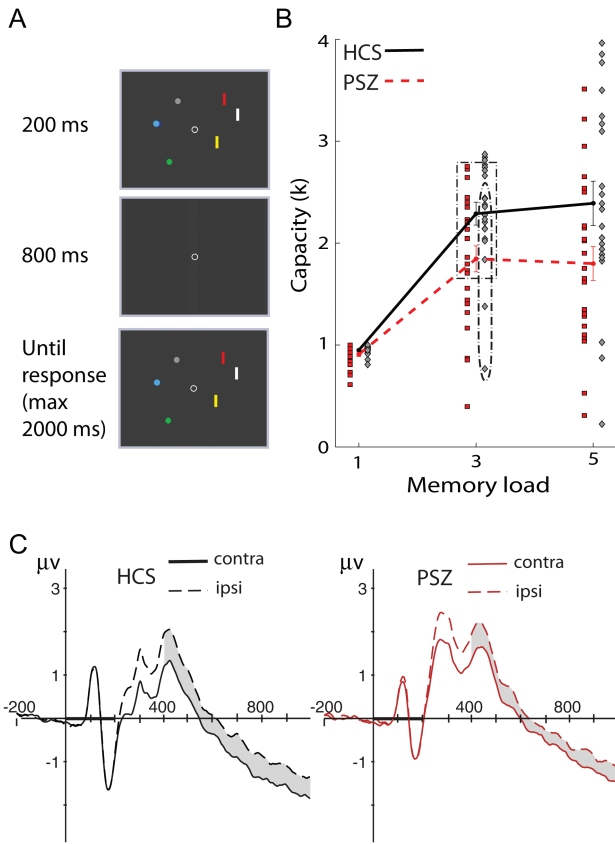 A
200 ms
800 ms
Until
response
(max
2000 ms)
B
HCS
PSZ
Capacity (k)
4
3
2
1
0
1 3 5
Memory load
C
μv
HCS
contra
ipsi
3
1
-1
-200 400 800
μv
PSZ
contra
ipsi
3
1
-1
-200 400 800